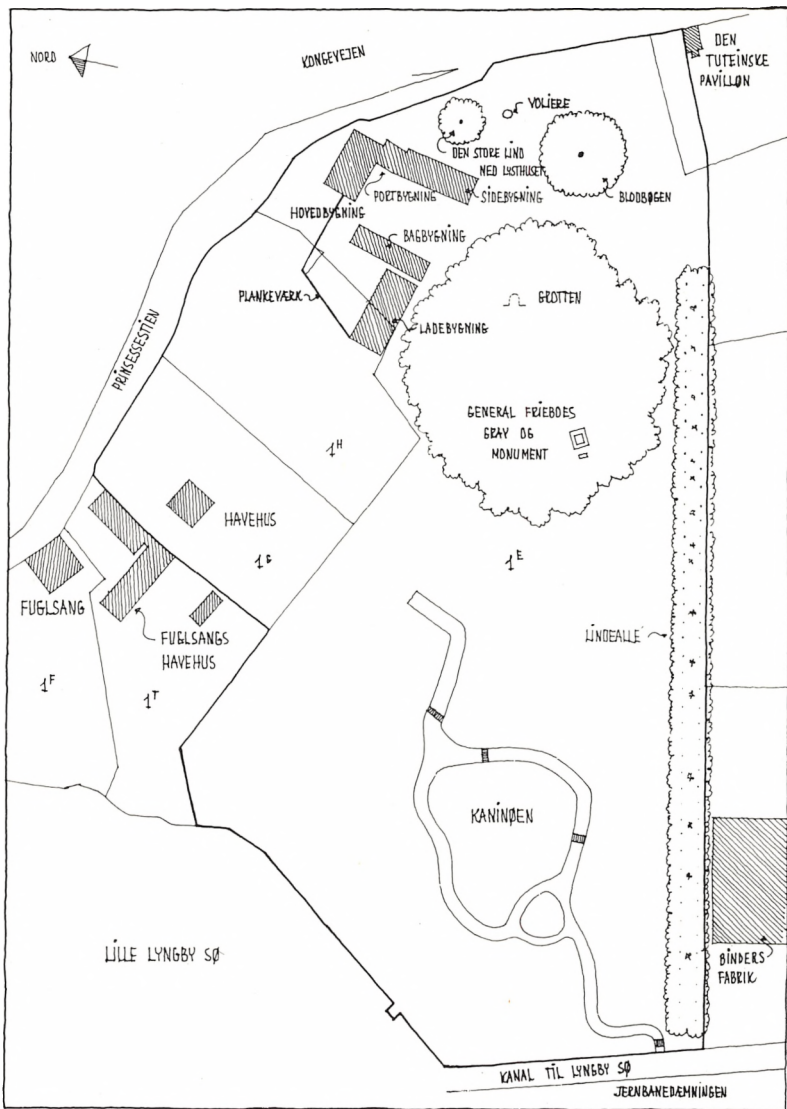 NORD
KONGEVEJEN
DEN
TUTEINSKE
PAVILLON
VOLIERE
DEN STORE LIND
MED LYSTHUSET
PORTBYGNING
SIDEBYGNING
BLODBØGEN
HOVEDBYGNING
BAGBYGNING
PLANKEVÆRK
GROTTEN
LADEBYGNING
PRINSESSESTIEN
GENERAL FRIEBOES
GRAV OG
MONUMENT
1H
HAVEHUS
1G
1E
FUGLSANG
FUGLSANGS
HAVEHUS
LINDEALLÉ
1F
1T
KANINØEN
LILLE LYNGBY SØ
BINDERS
FABRIK
KANAL TIL LYNGBY SØ
JERNBANEDÆMNINGEN